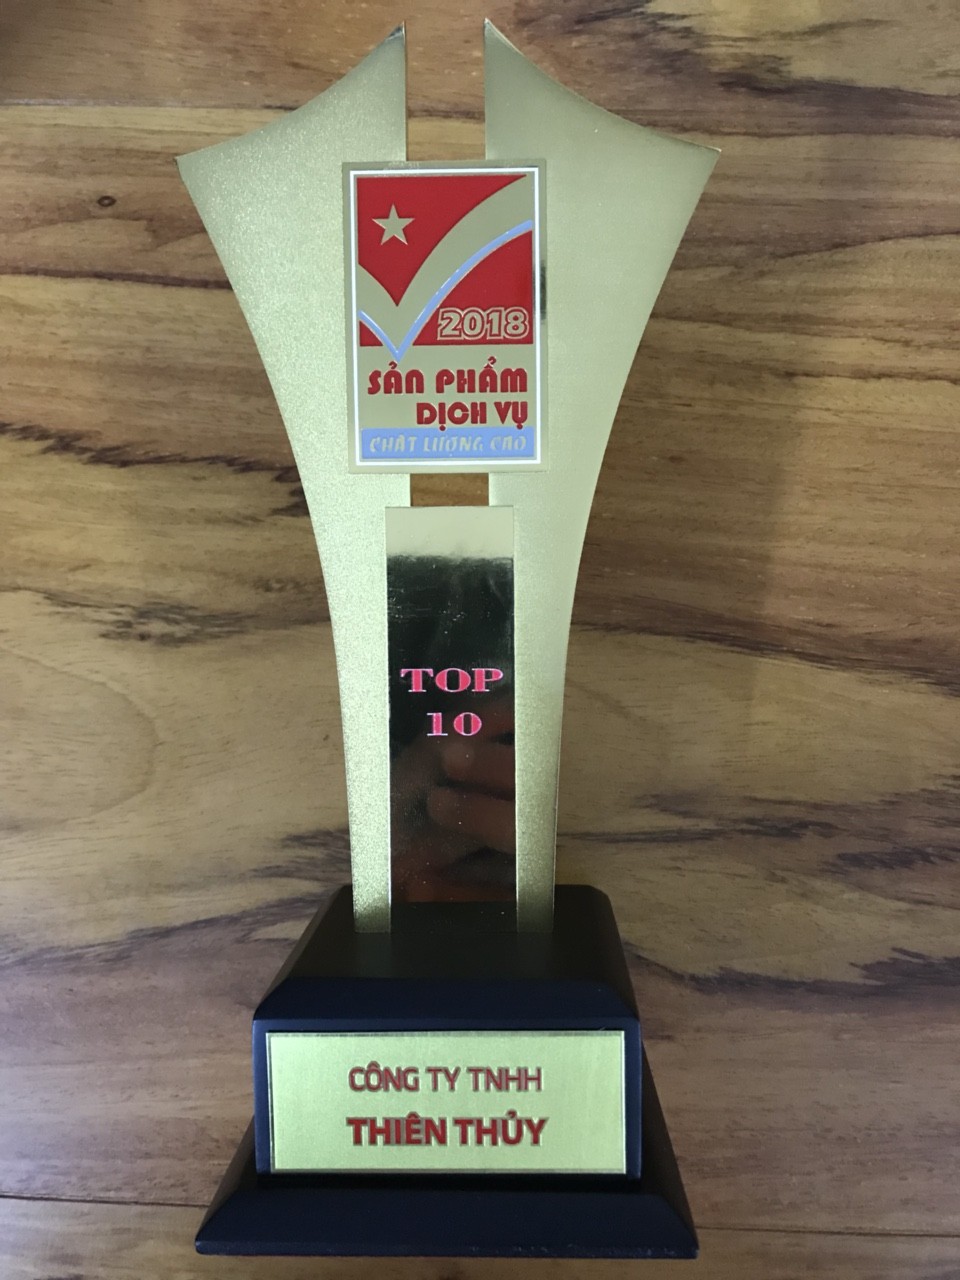 2018
SẢN PHẨM
DỊCH VỤ
CHẤT LƯỢNG CAO
TOP
10
CÔNG TY TNHH
THIÊN THỦY